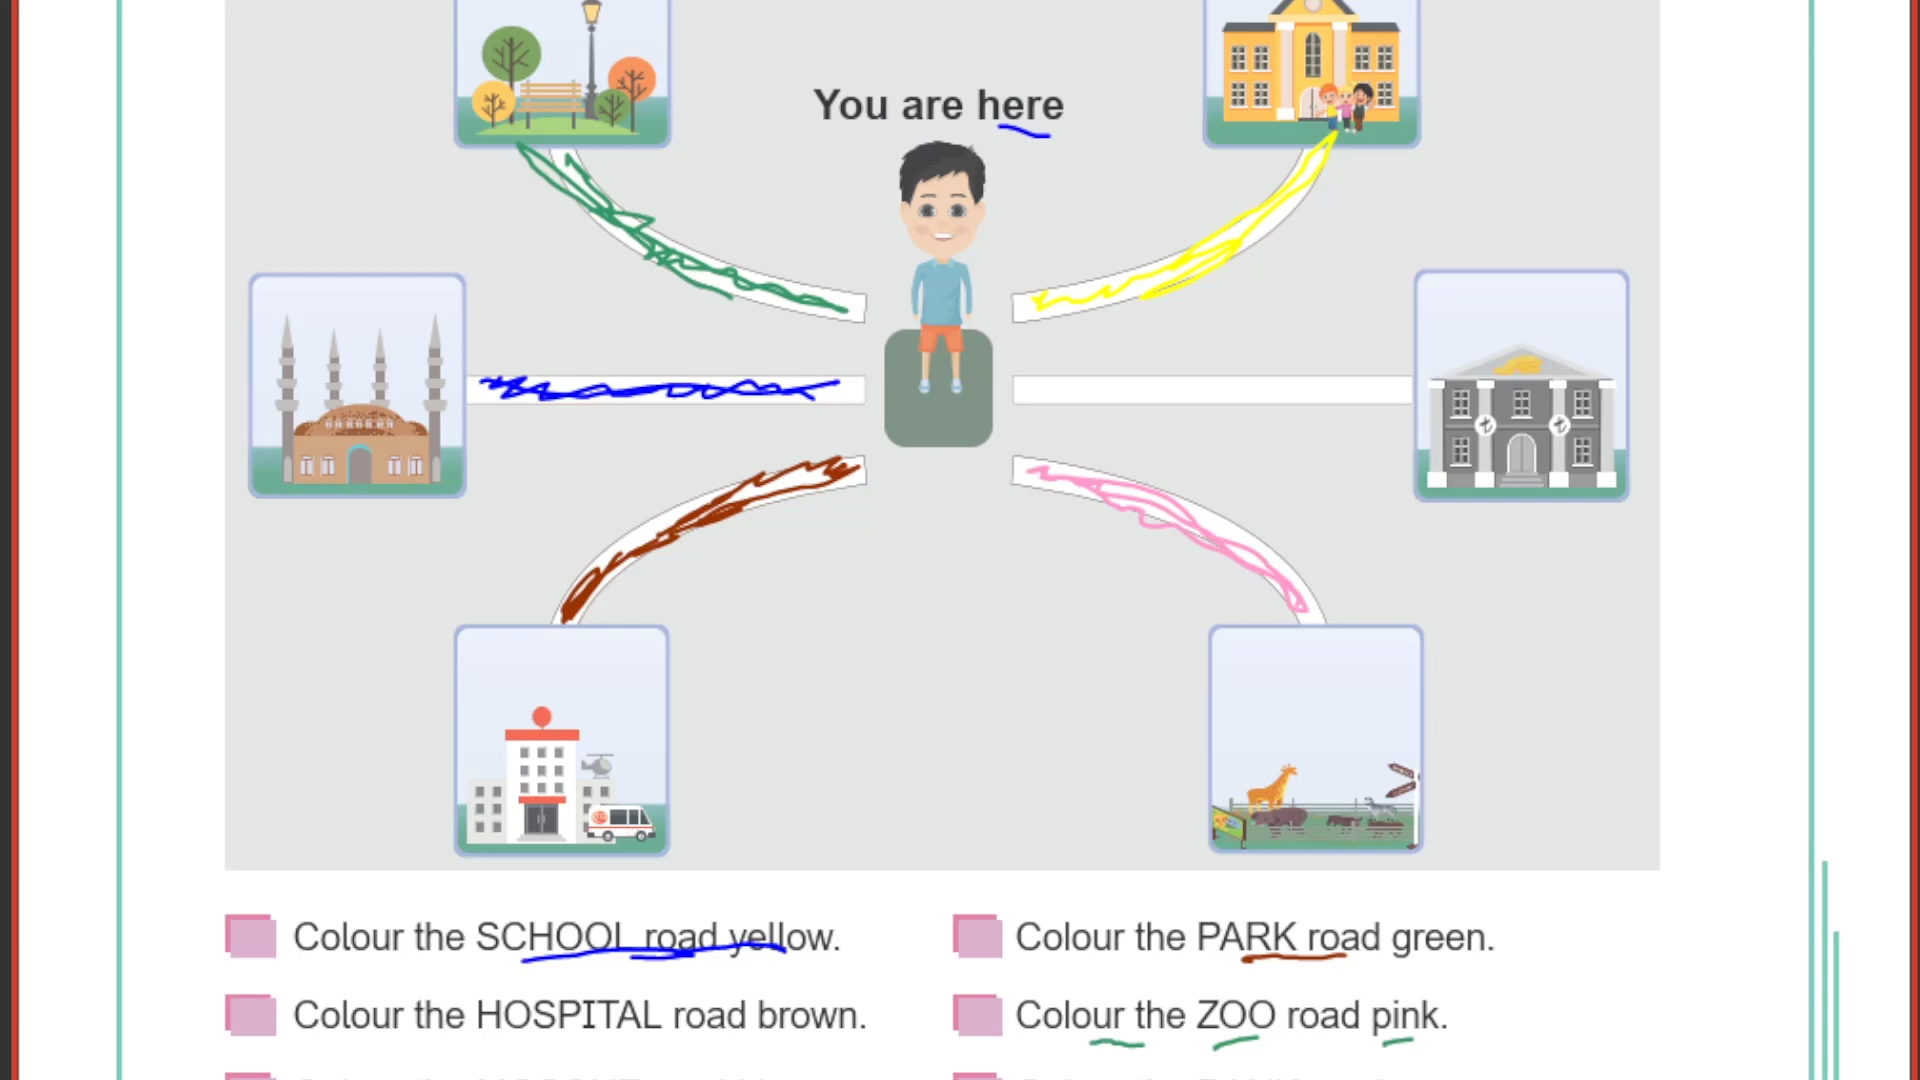 You are here
Colour the SCHOOL road yellow.
Colour the PARK road green.
Colour the HOSPITAL road brown.
Colour the ZOO road pink.